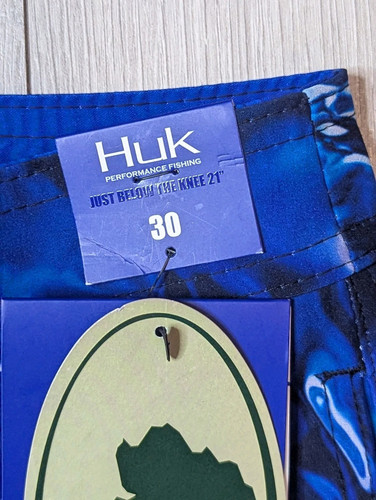 Huk
PERFORMANCE FISHING
JUST BELOW THE KNEE 21"
30